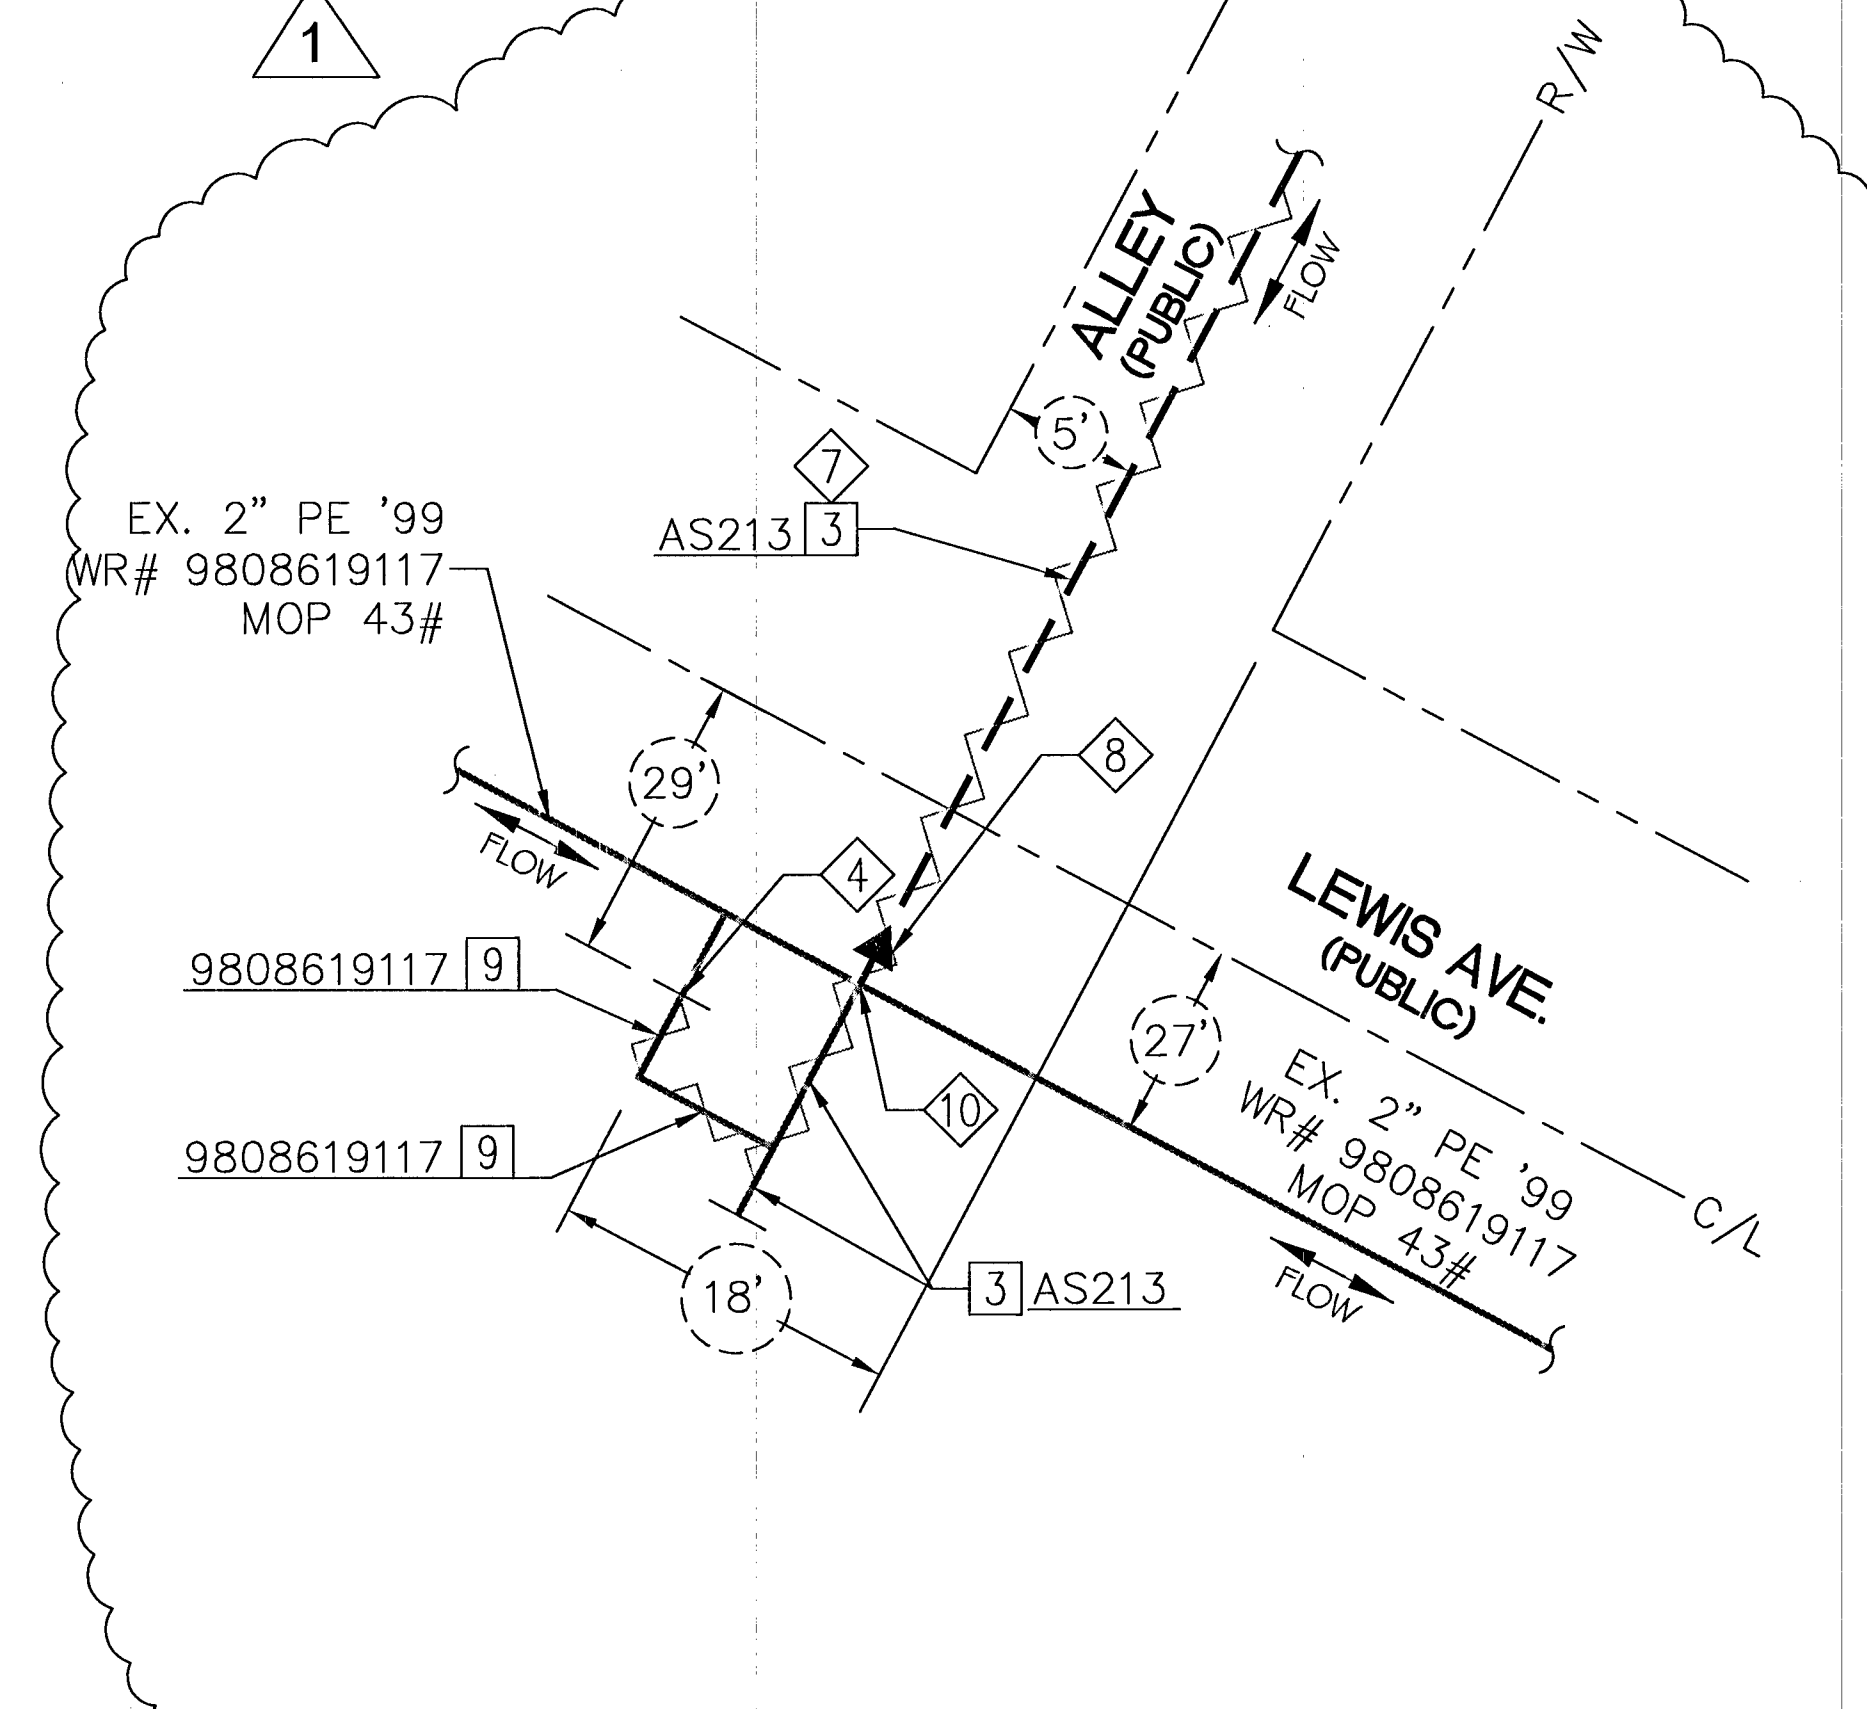 1
R/W
ALLEY
(PUBLIC)
FLOW
5'
7
AS213 3
EX. 2" PE '99
WR# 9808619117
MOP 43#
29'
8
FLOW
4
LEWIS AVE.
(PUBLIC)
9808619117 9
27'
EX. 2" PE '99
WR# 9808619117
MOP 43#
10
9808619117 9
C/L
18'
3 AS213
FLOW